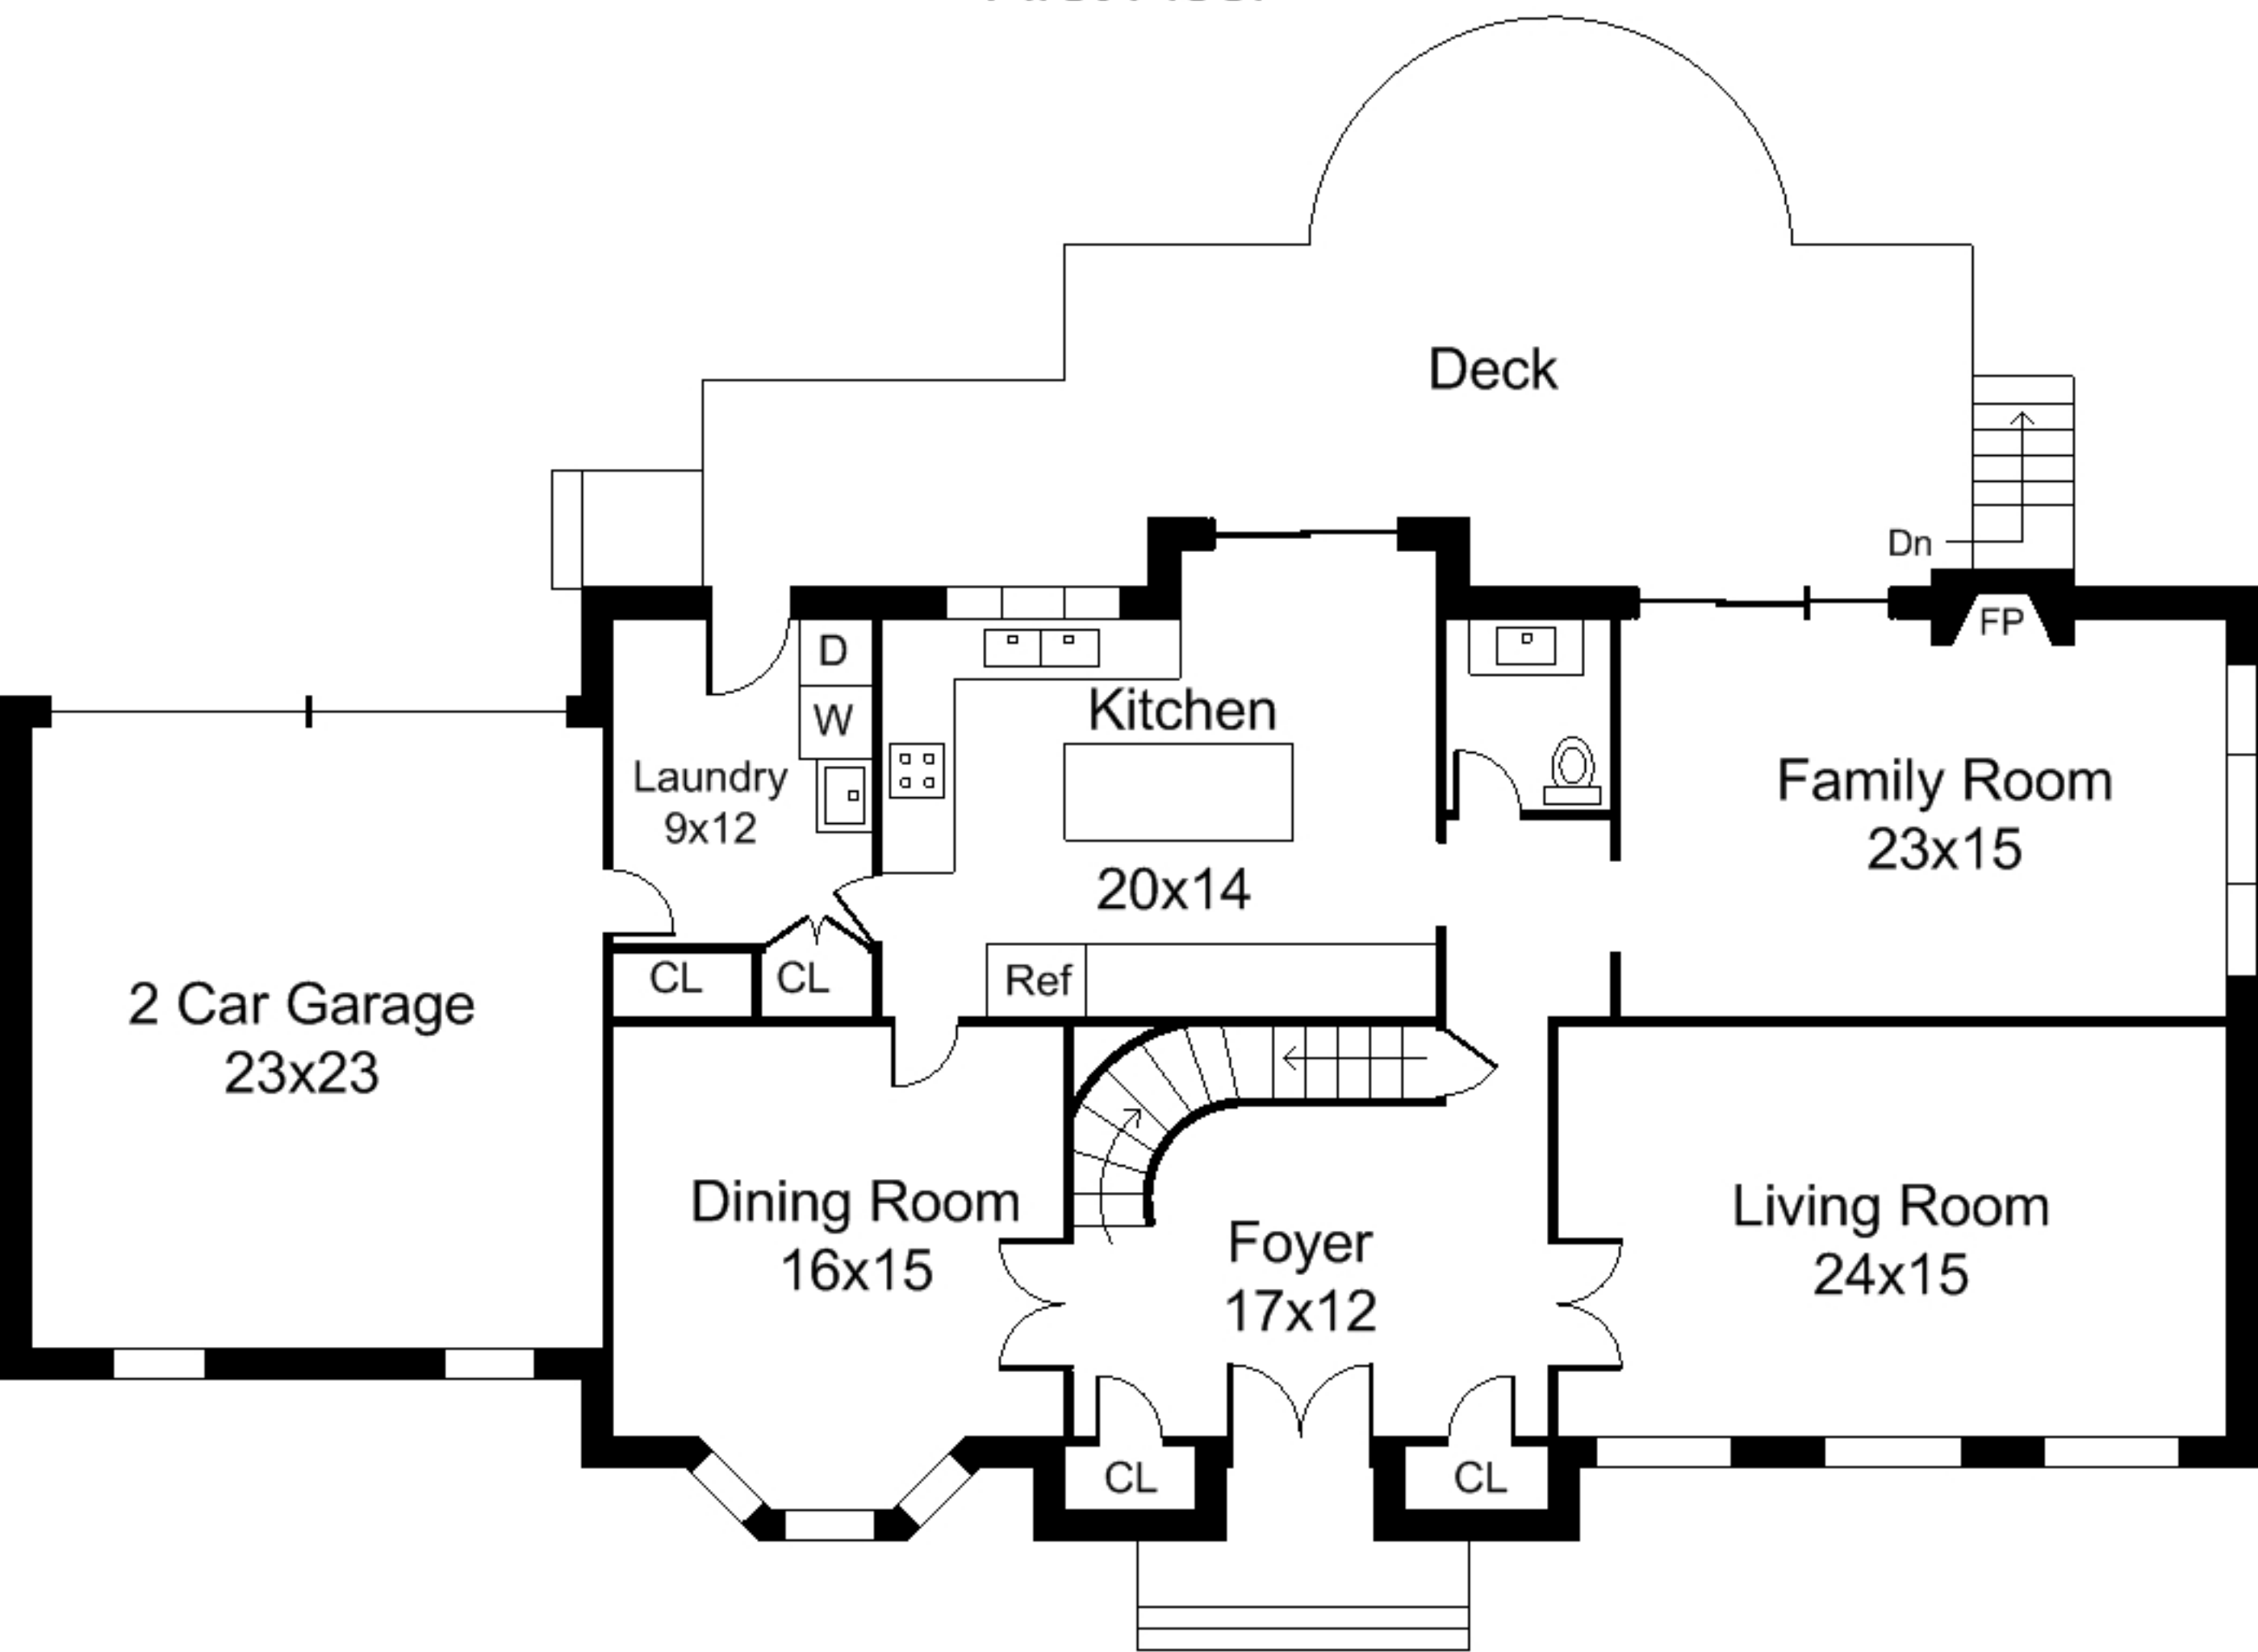 Deck
Dn
FP
D
W
Kitchen
20x14
Laundry
9x12
Family Room
23x15
CL
CL
Ref
2 Car Garage
23x23
Dining Room
16x15
Foyer
17x12
Living Room
24x15
CL
CL